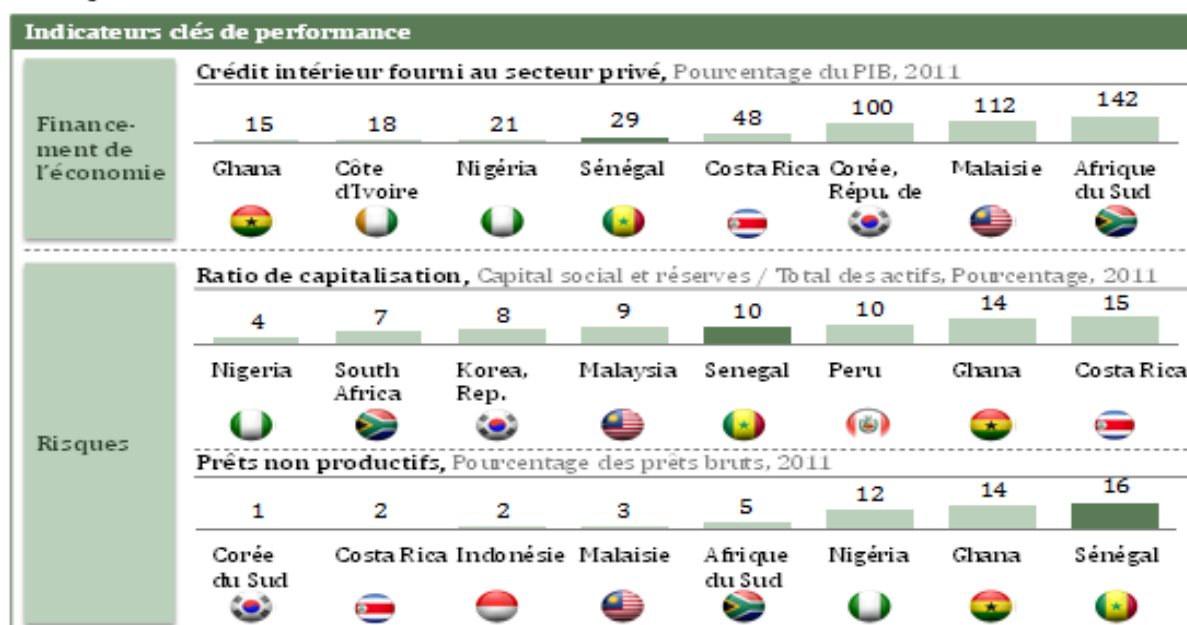 Indicateurs clés de performance
Crédit intérieur fourni au secteur privé, Pourcentage du PIB, 2011
Finance-
ment de
l'économie
15 18 21 29 48 100 112 142
Ghana Côte d'Ivoire Nigéria Sénégal Costa Rica Corée, Répu. de Malaisie Afrique du Sud
Risques
Ratio de capitalisation, Capital social et réserves / Total des actifs, Pourcentage, 2011
4 7 8 9 10 10 14 15
Nigeria South Africa Korea, Rep. Malaysia Senegal Peru Ghana Costa Rica
Prêts non productifs, Pourcentage des prêts bruts, 2011
1 2 2 3 5 12 14 16
Corée du Sud Costa Rica Indonésie Malaisie Afrique du Sud Nigéria Ghana Sénégal